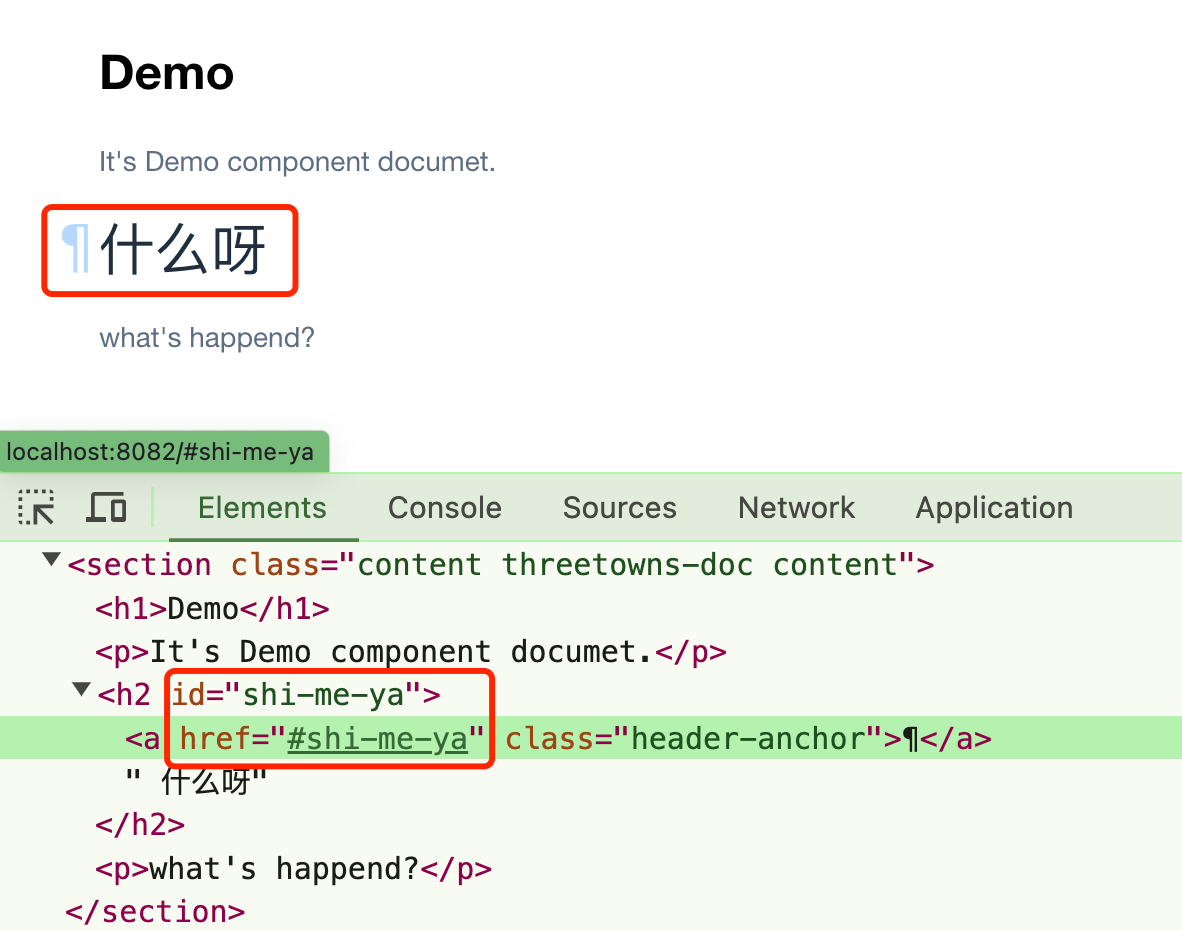 Demo
It's Demo component documet.
¶什么呀
what's happend?
localhost:8082/#shi-me-ya
Elements Console Sources Network Application
<section class="content threetowns-doc content">
<h1>Demo</h1>
<p>It's Demo component documet.</p>
<h2 id="shi-me-ya">
<a href="#shi-me-ya" class="header-anchor">¶</a>
" 什么呀"
</h2>
<p>what's happend?</p>
</section>